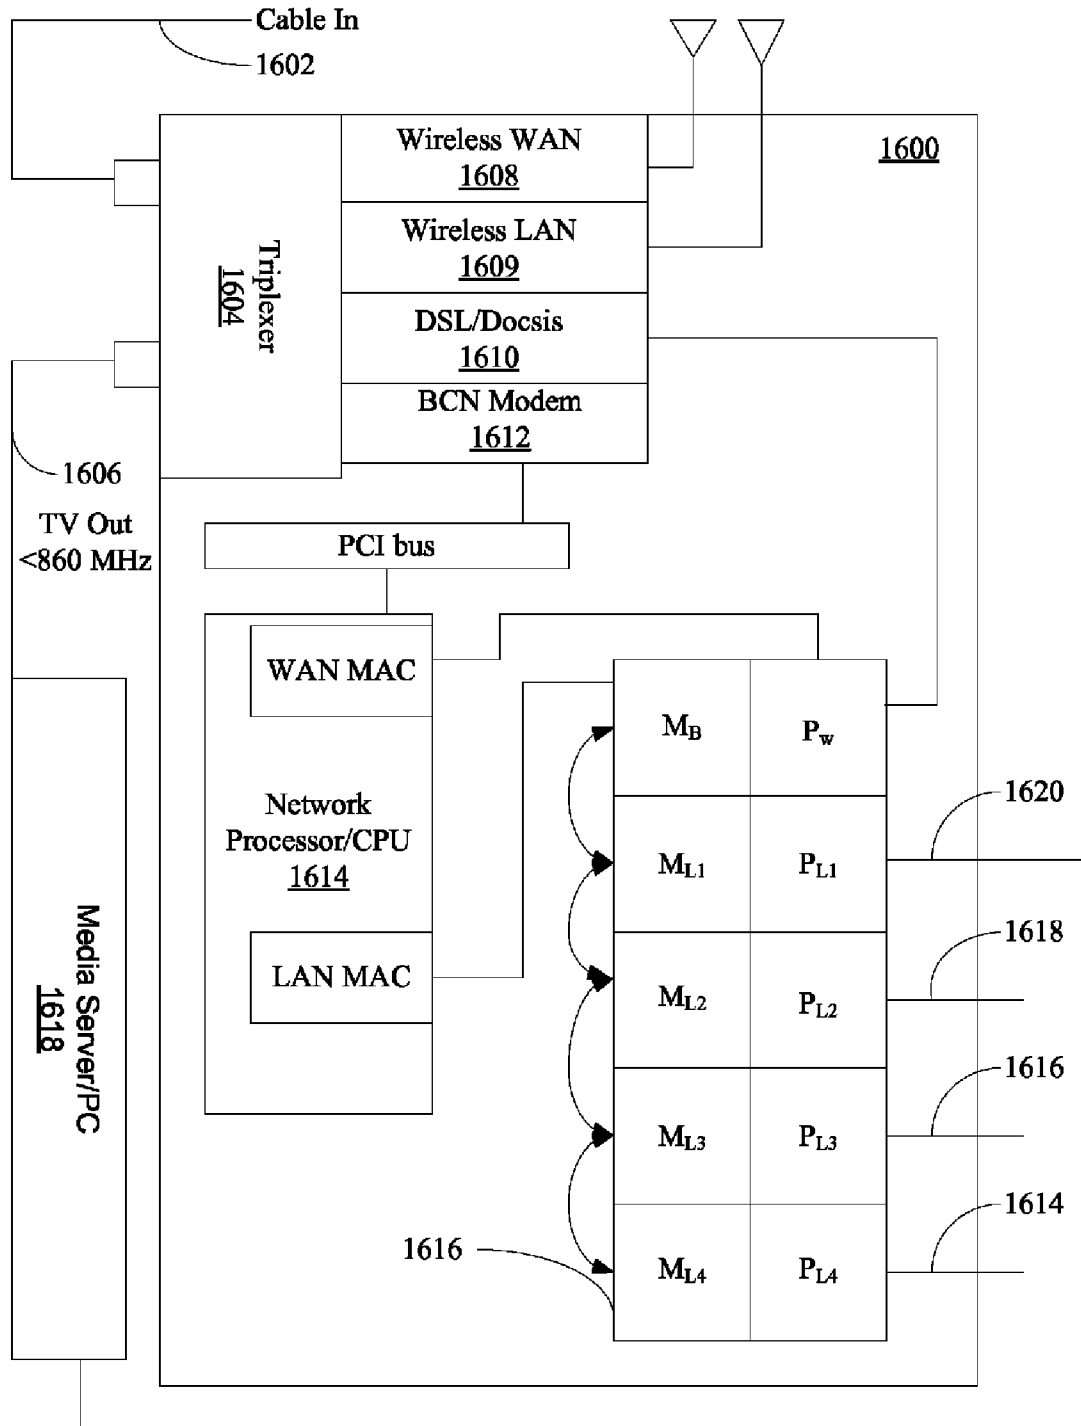 Cable In
1602
1600
Wireless WAN
1608
Wireless LAN
1609
DSL/Docsis
1610
BCN Modem
1612
Triplexer
1604
1606
TV Out
<860 MHz
PCI bus
WAN MAC
Network
Processor/CPU
1614
LAN MAC
Media Server/PC
1618
MB
PW
ML1
PL1
ML2
PL2
ML3
PL3
ML4
PL4
1620
1618
1616
1614
1616